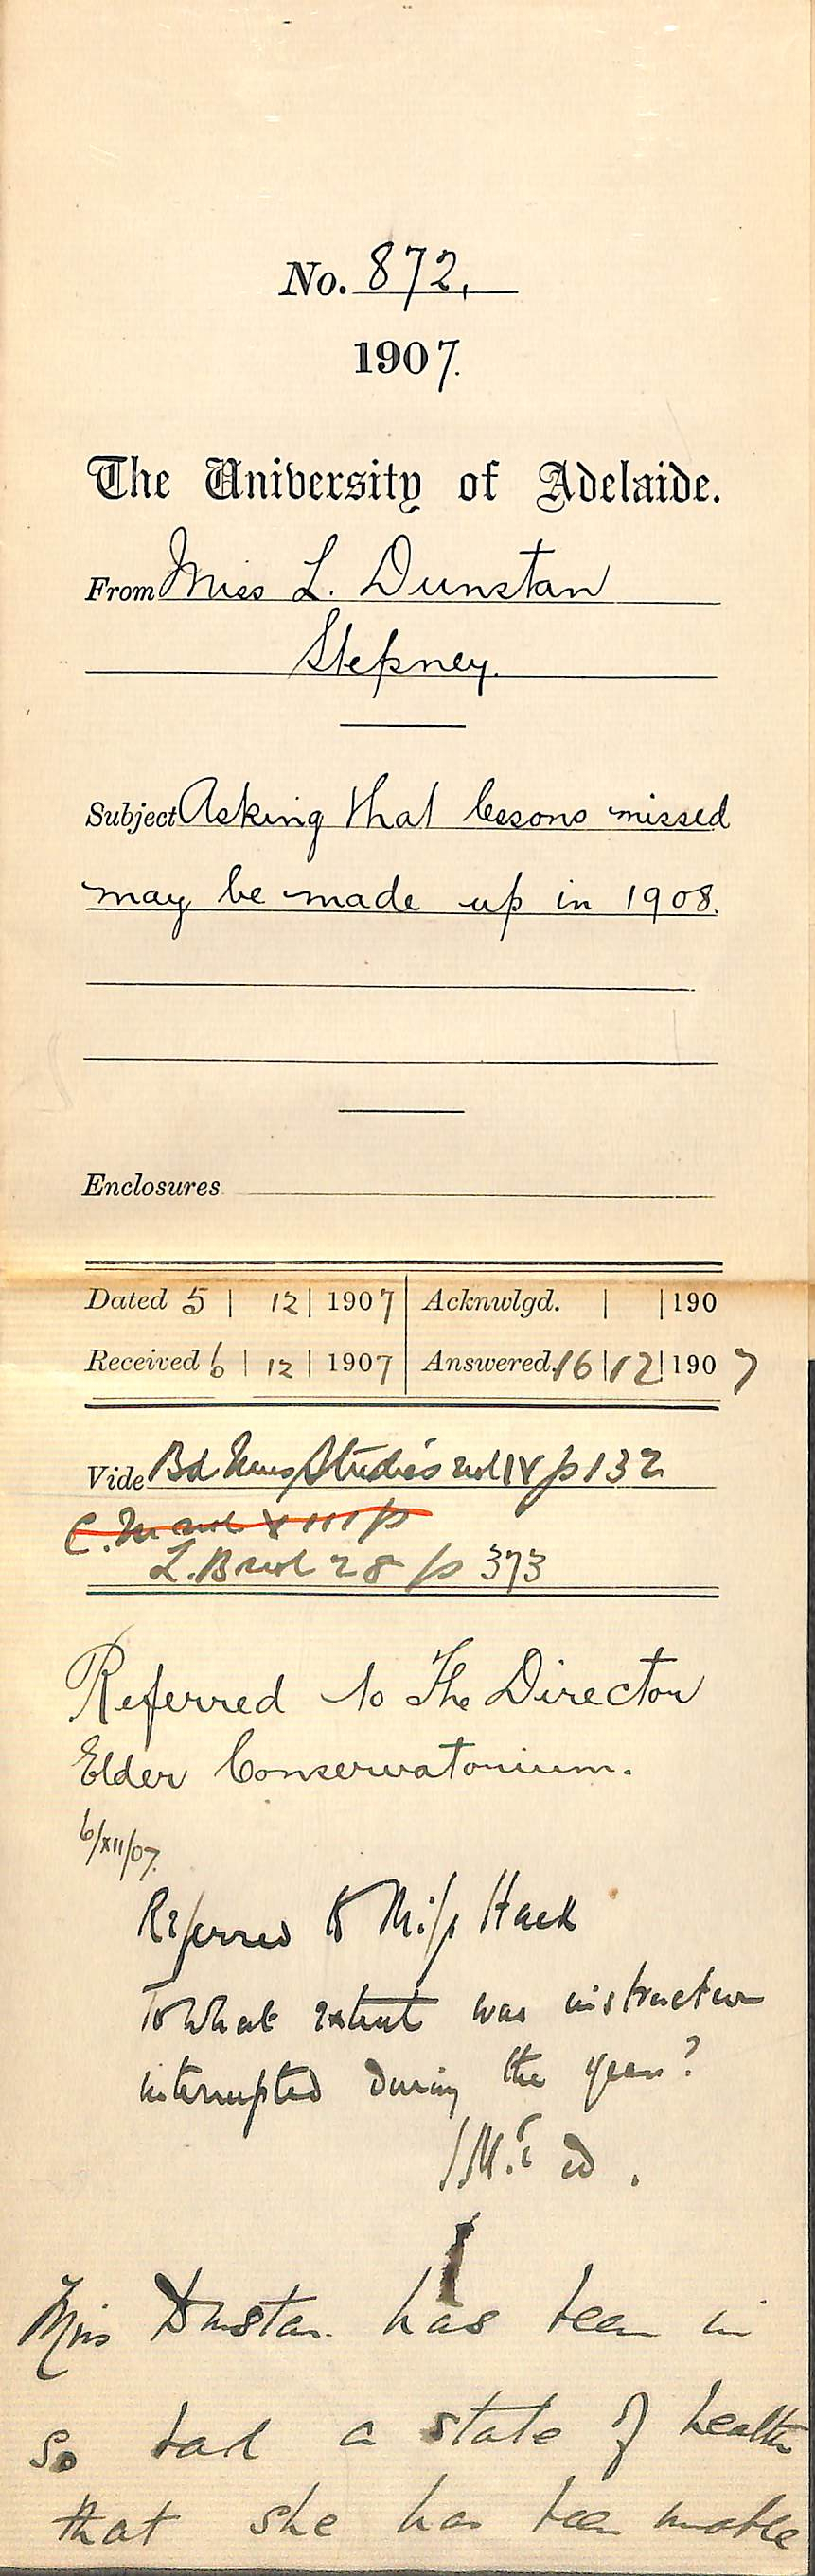 No. 872.
1907.
The University of Adelaide.
From Miss L. Dunstan
Stepney.
Subject Asking that lessons missed
may be made up in 1908.
Enclosures
Dated 5 | 12 | 1907 | Acknwlgd. | | 190
Received 6 | 12 | 1907 | Answered. 16 | 12 | 1907
Vide Bd Mus Studies vol IV p 132
C. M vol XIII p
L.B vol 28 p 373
Referred to The Director
Elder Conservatorium.
6/XII/07.
Referred to Miss Hack
To what extent was instruction
interrupted during the year?
Miss Dunstan has been in
so bad a state of health
that she has been unable